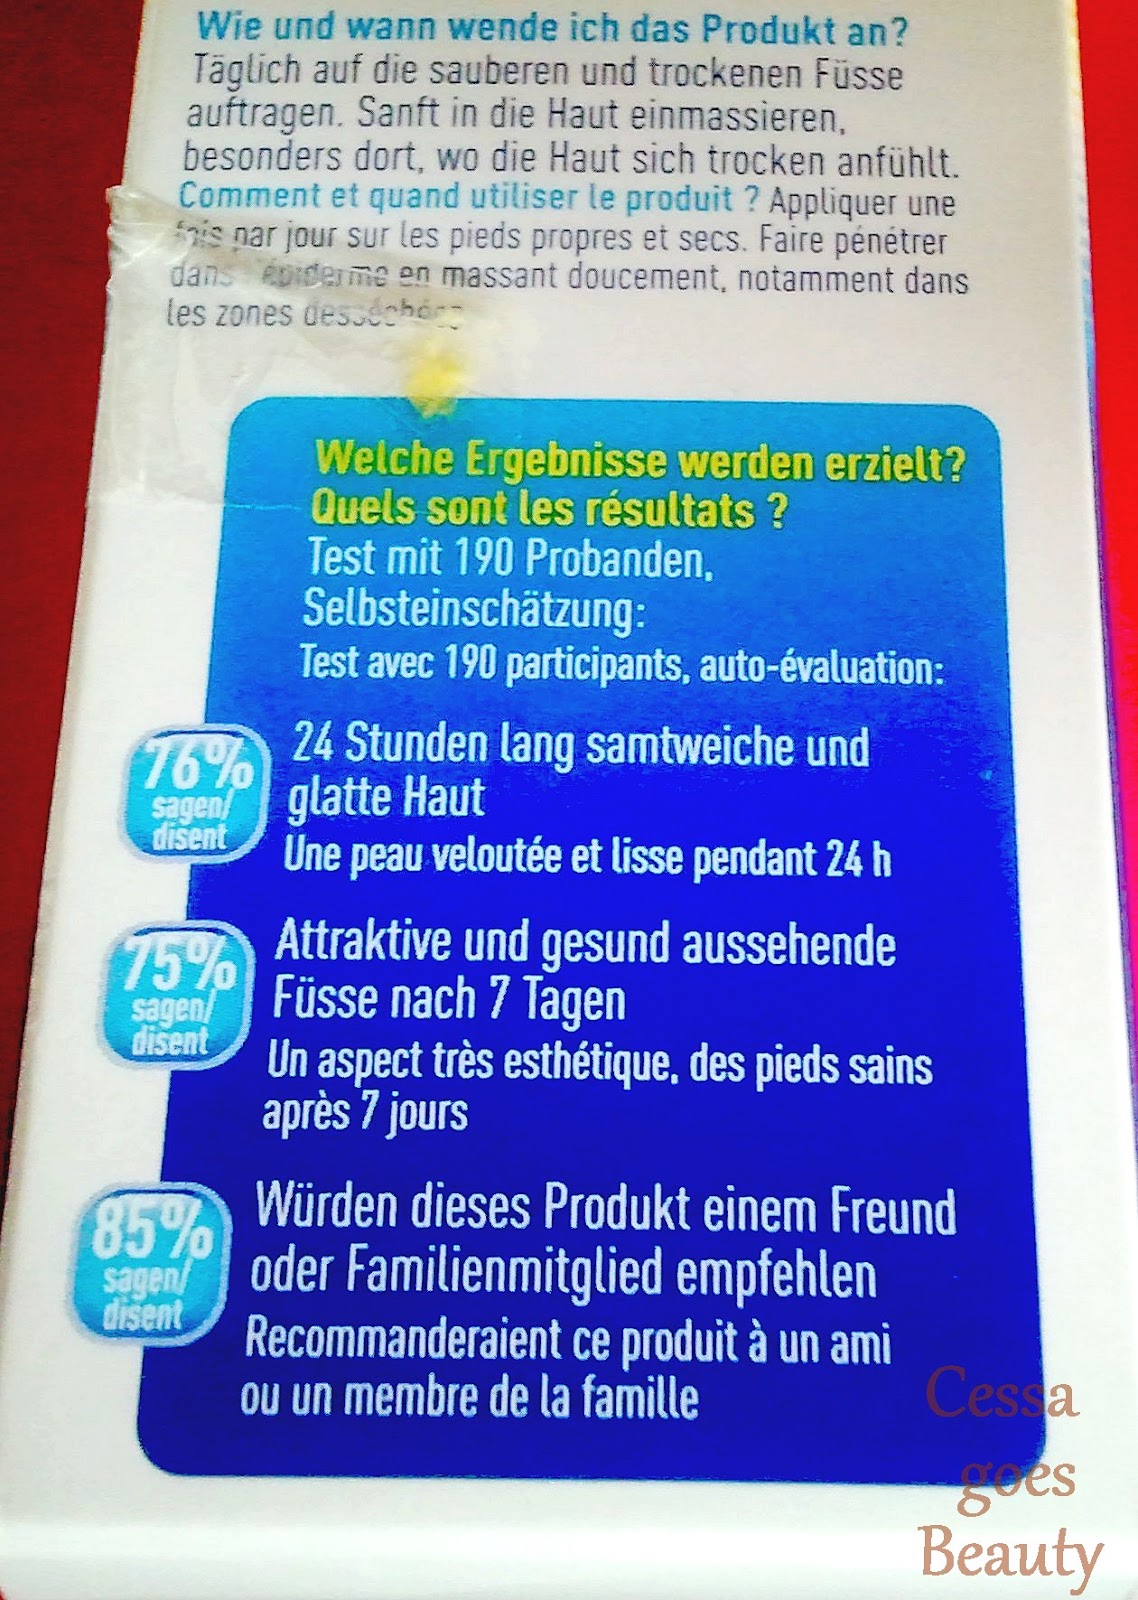 Wie und wann wende ich das Produkt an?
Täglich auf die sauberen und trockenen Füsse
auftragen. Sanft in die Haut einmassieren,
besonders dort, wo die Haut sich trocken anfühlt.
Comment et quand utiliser le produit ? Appliquer une
fois par jour sur les pieds propres et secs. Faire pénétrer
dans l'épiderme en massant doucement, notamment dans
les zones desséchées
Welche Ergebnisse werden erzielt?
Quels sont les résultats ?
Test mit 190 Probanden,
Selbsteinschätzung:
Test avec 190 participants, auto-évaluation:
76%
sagen/
disent
24 Stunden lang samtweiche und
glatte Haut
Une peau veloutée et lisse pendant 24 h
75%
sagen/
disent
Attraktive und gesund aussehende
Füsse nach 7 Tagen
Un aspect très esthétique, des pieds sains
après 7 jours
85%
sagen/
disent
Würden dieses Produkt einem Freund
oder Familienmitglied empfehlen
Recommanderaient ce produit à un ami
ou un membre de la famille
Cessa
goes
Beauty